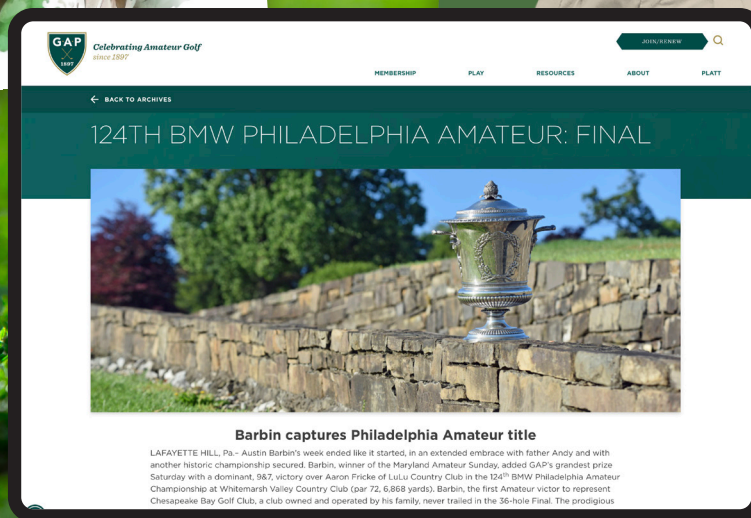 GAP
1897
Celebrating Amateur Golf
since 1897
JOIN/RENEW
MEMBERSHIP PLAY RESOURCES ABOUT PLATT
← BACK TO ARCHIVES
124TH BMW PHILADELPHIA AMATEUR: FINAL
Barbin captures Philadelphia Amateur title
LAFAYETTE HILL, Pa.– Austin Barbin's week ended like it started, in an extended embrace with father Andy and with
another historic championship secured. Barbin, winner of the Maryland Amateur Sunday, added GAP's grandest prize
Saturday with a dominant, 9&7, victory over Aaron Fricke of LuLu Country Club in the 124th BMW Philadelphia Amateur
Championship at Whitemarsh Valley Country Club (par 72, 6,868 yards). Barbin, the first Amateur victor to represent
Chesapeake Bay Golf Club, a club owned and operated by his family, never trailed in the 36-hole Final. The prodigious